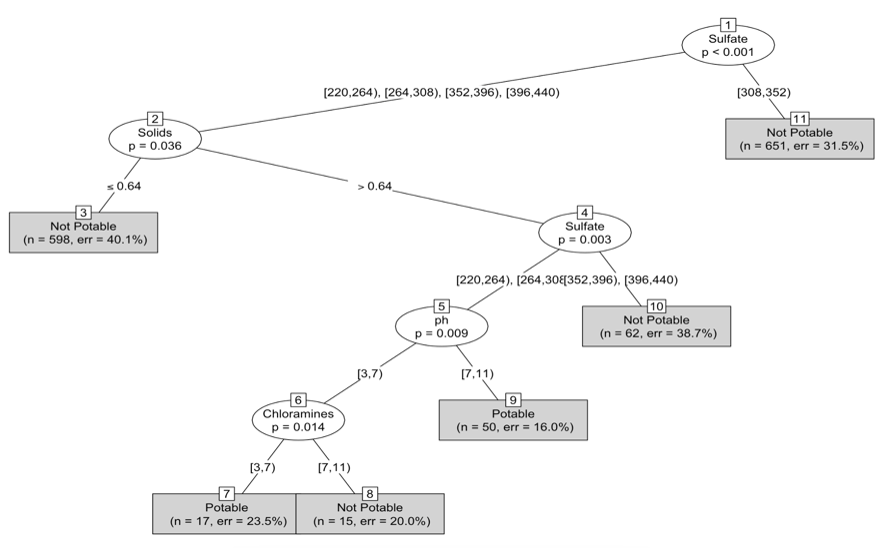 1
Sulfate
p < 0.001
[220,264), [264,308), [352,396), [396,440)
[308,352)
2
Solids
p = 0.036
11
Not Potable
(n = 651, err = 31.5%)
≤ 0.64
> 0.64
3
Not Potable
(n = 598, err = 40.1%)
4
Sulfate
p = 0.003
[220,264), [264,308
[352,396), [396,440)
5
ph
p = 0.009
10
Not Potable
(n = 62, err = 38.7%)
[3,7)
[7,11)
6
Chloramines
p = 0.014
9
Potable
(n = 50, err = 16.0%)
[3,7)
[7,11)
7
Potable
(n = 17, err = 23.5%)
8
Not Potable
(n = 15, err = 20.0%)